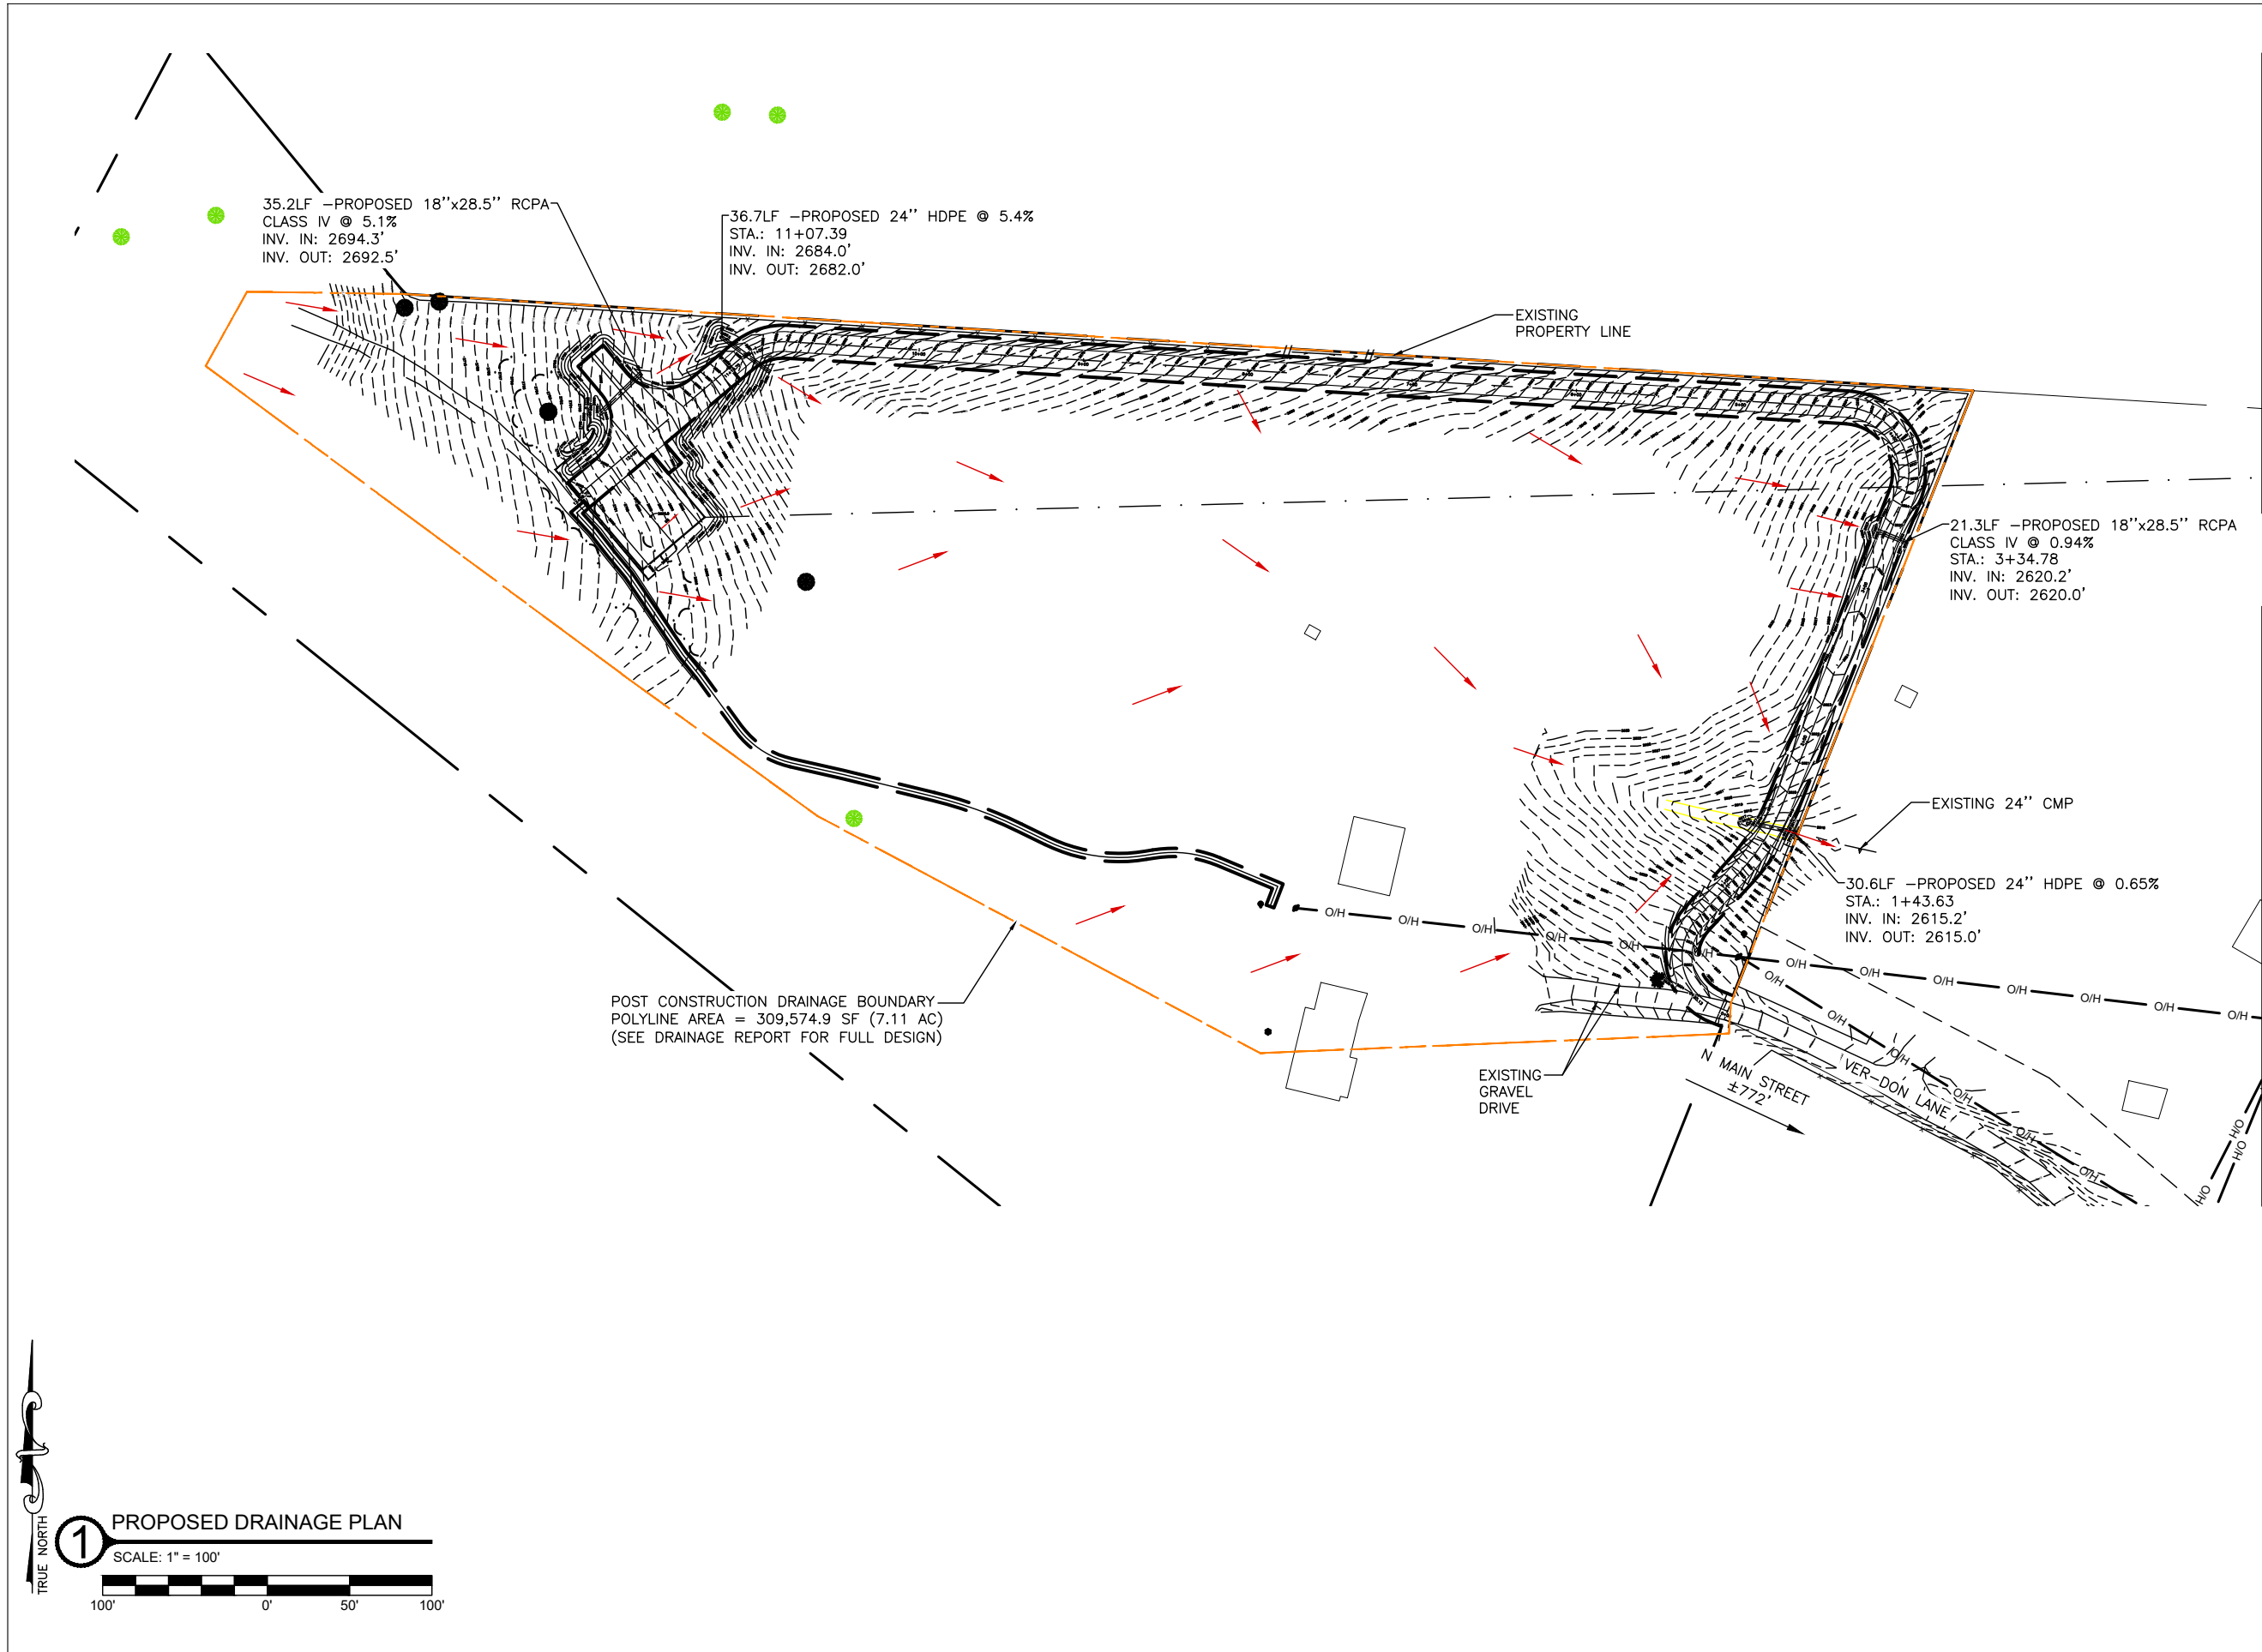 35.2LF –PROPOSED 18''x28.5'' RCPA
CLASS IV @ 5.1%
INV. IN: 2694.3'
INV. OUT: 2692.5'
36.7LF –PROPOSED 24'' HDPE @ 5.4%
STA.: 11+07.39
INV. IN: 2684.0'
INV. OUT: 2682.0'
EXISTING
PROPERTY LINE
21.3LF –PROPOSED 18''x28.5'' RCPA
CLASS IV @ 0.94%
STA.: 3+34.78
INV. IN: 2620.2'
INV. OUT: 2620.0'
EXISTING 24'' CMP
30.6LF –PROPOSED 24'' HDPE @ 0.65%
STA.: 1+43.63
INV. IN: 2615.2'
INV. OUT: 2615.0'
O/H O/H O/H O/H O/H O/H O/H O/H O/H O/H O/H O/H O/H
O/H O/H O/H O/H O/H O/H
H/O H/O H/O
POST CONSTRUCTION DRAINAGE BOUNDARY
POLYLINE AREA = 309,574.9 SF (7.11 AC)
(SEE DRAINAGE REPORT FOR FULL DESIGN)
EXISTING
GRAVEL
DRIVE
N MAIN STREET
±772'
VER–DON LANE
TRUE NORTH
1
PROPOSED DRAINAGE PLAN
SCALE: 1" = 100'
100' 0' 50' 100'